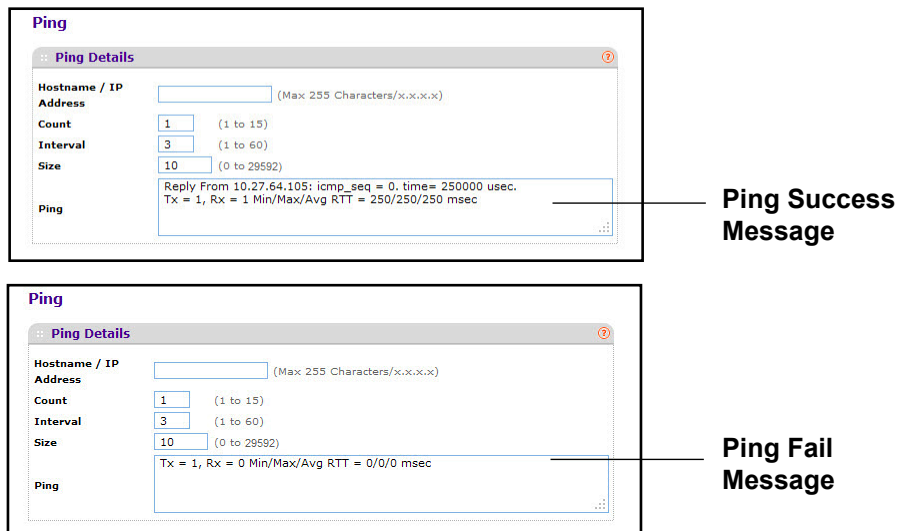 Ping
Ping Details
?
Hostname / IP
Address
(Max 255 Characters/x.x.x.x)
Count 1 (1 to 15)
Interval 3 (1 to 60)
Size 10 (0 to 29592)
Ping
Reply From 10.27.64.105: icmp_seq = 0. time= 250000 usec.
Tx = 1, Rx = 1 Min/Max/Avg RTT = 250/250/250 msec
Ping Success
Message
Ping
Ping Details
?
Hostname / IP
Address
(Max 255 Characters/x.x.x.x)
Count 1 (1 to 15)
Interval 3 (1 to 60)
Size 10 (0 to 29592)
Ping
Tx = 1, Rx = 0 Min/Max/Avg RTT = 0/0/0 msec
Ping Fail
Message